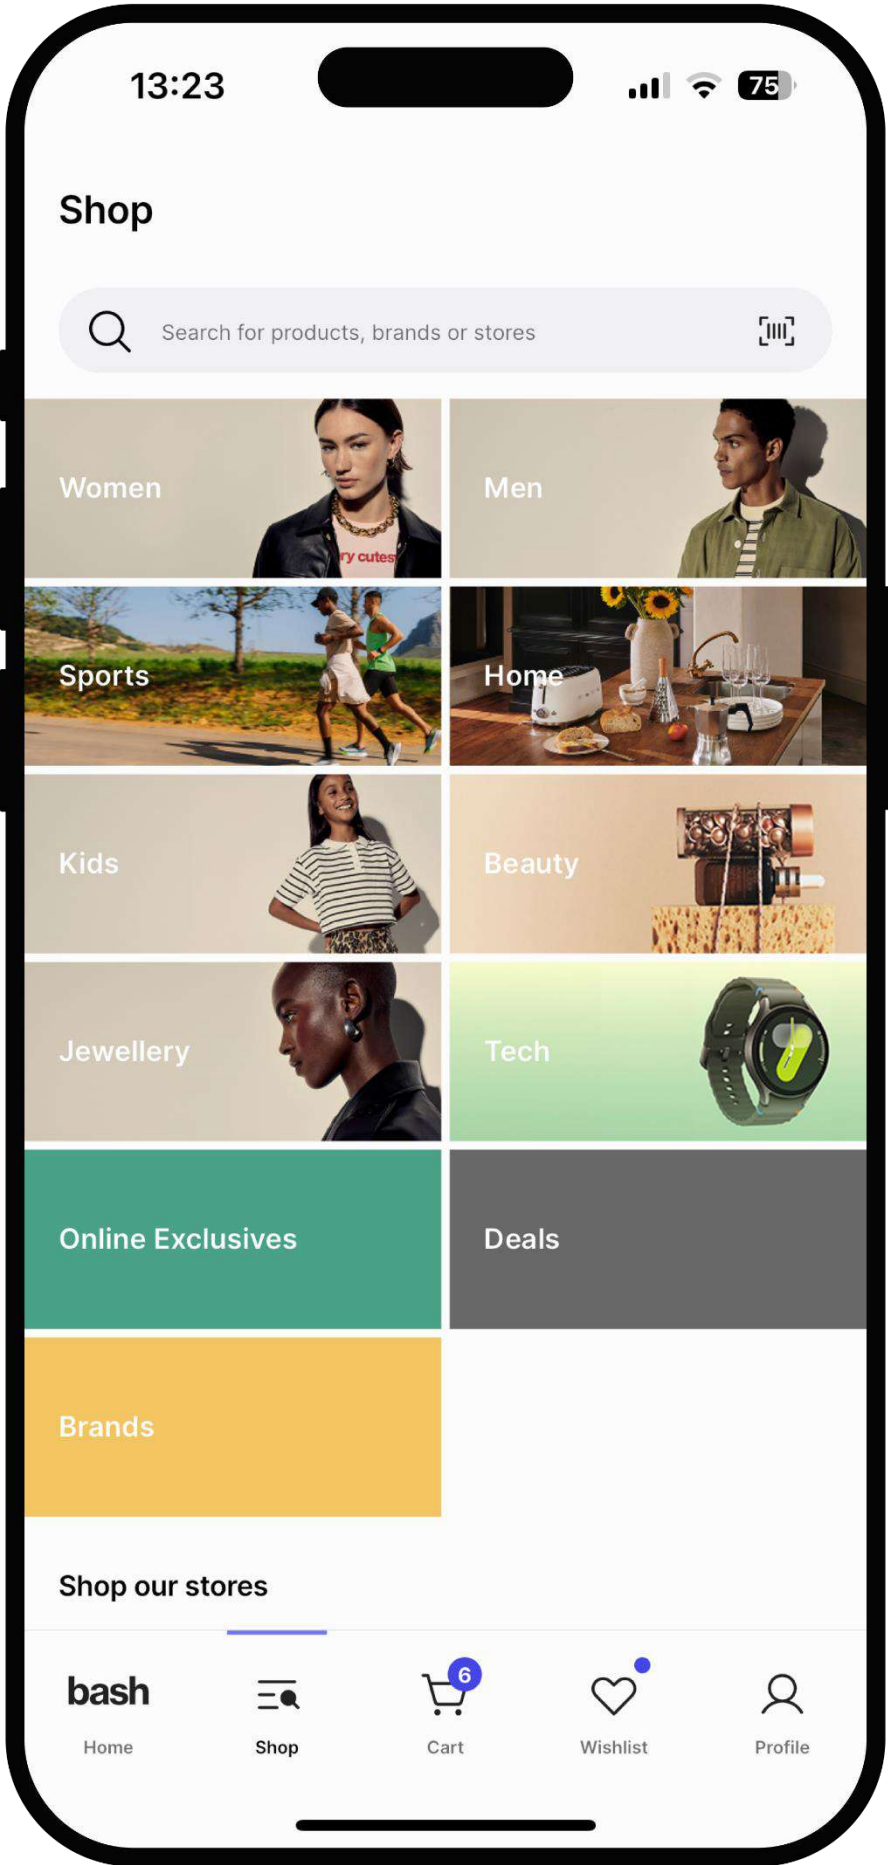 13:23
75
Shop
Search for products, brands or stores
Women
Men
ry cutes
Sports
Home
Kids
Beauty
Jewellery
Tech
Online Exclusives
Deals
Brands
Shop our stores
bash
6
Home
Shop
Cart
Wishlist
Profile